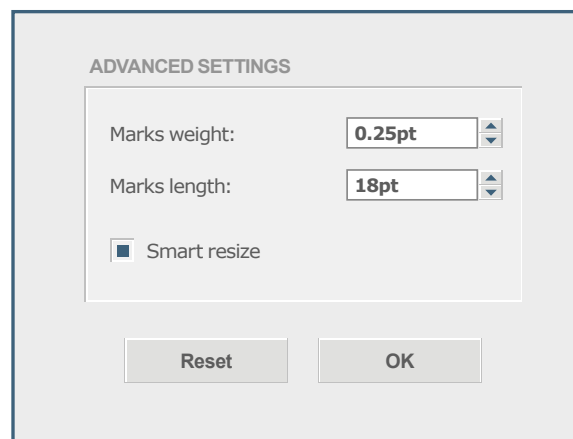 ADVANCED SETTINGS
Marks weight: 0.25pt
Marks length: 18pt
Smart resize
Reset OK